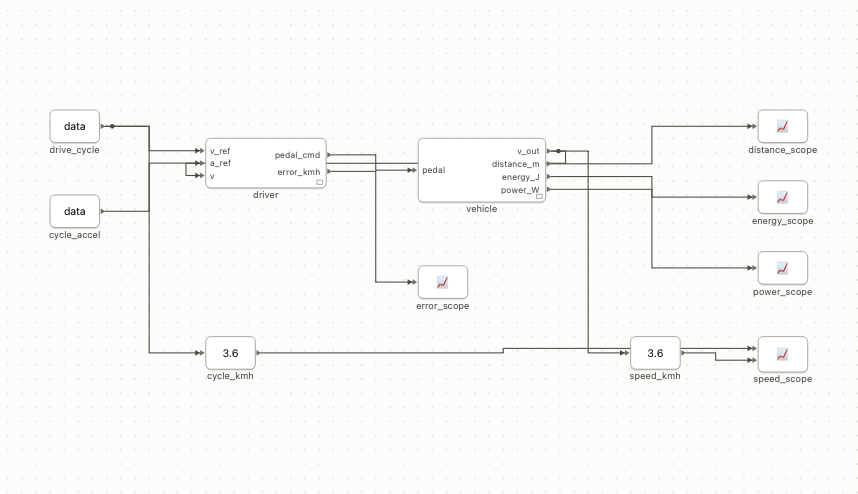 data
drive_cycle
data
cycle_accel
v_ref
a_ref
v
pedal_cmd
error_kmh
driver
pedal
v_out
distance_m
energy_J
power_W
vehicle
distance_scope
energy_scope
power_scope
error_scope
3.6
cycle_kmh
3.6
speed_kmh
speed_scope